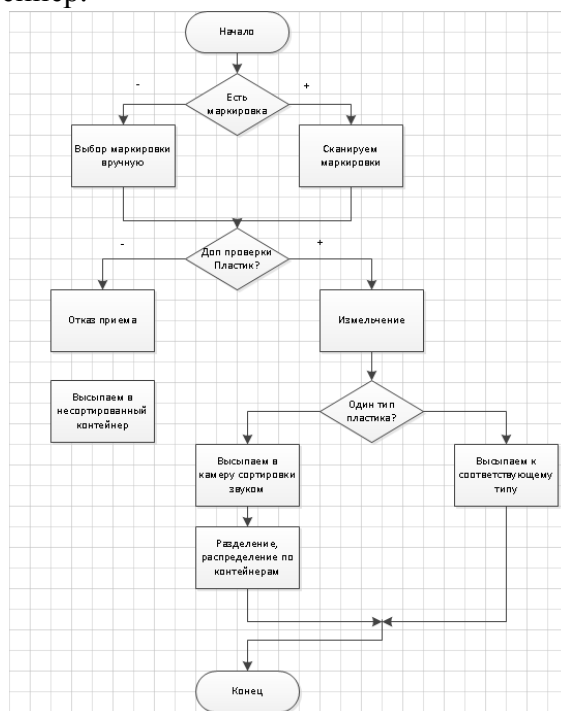 Начало
-
+
Есть
маркировка
Выбор маркировки
вручную
Сканируем
маркировки
-
Доп проверки
+
Пластик?
Отказ приема
Измельчение
Высыпаем в
несортированный
контейнер
Один тип
пластика?
Высыпаем в
камеру сортировки
звуком
Высыпаем к
соответствующему
типу
Разделение,
распределение по
контейнерам
Конец